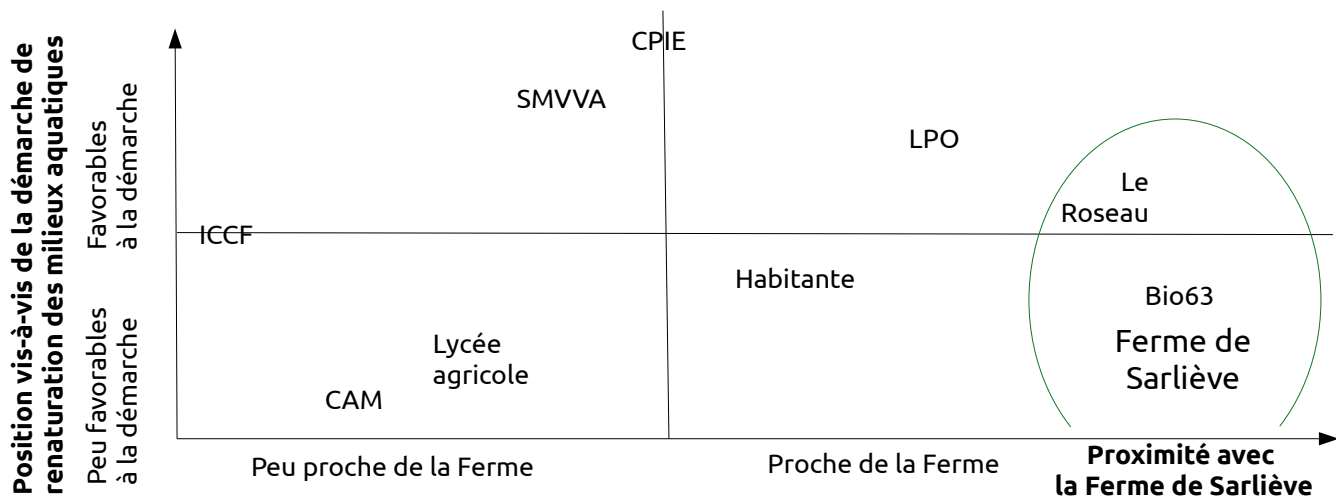 Position vis-à-vis de la démarche de
renaturation des milieux aquatiques
Favorables
à la démarche
Peu favorables
à la démarche
CPIE
SMVVA
LPO
Le
Roseau
ICCF
Habitante
Bio63
Lycée
agricole
Ferme de
Sarliève
CAM
Peu proche de la Ferme
Proche de la Ferme
Proximité avec
la Ferme de Sarliève